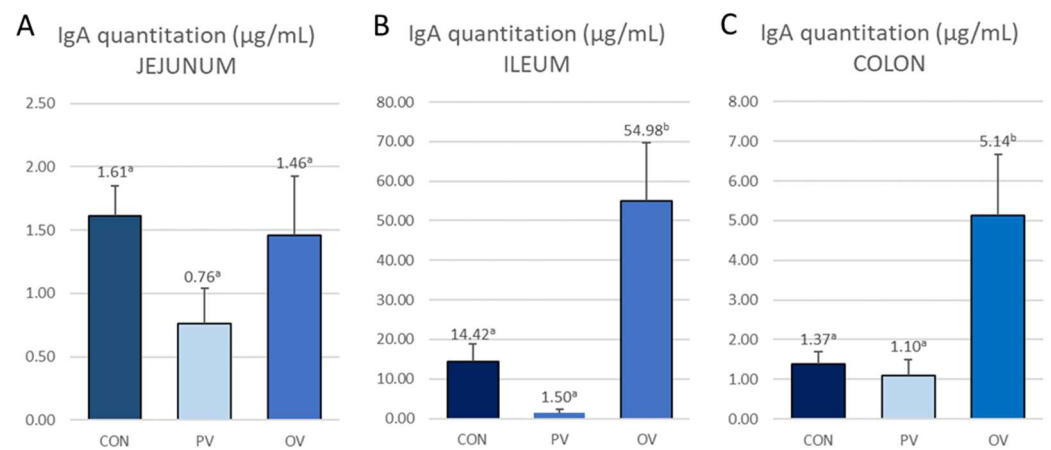 A
IgA quantitation (µg/mL)
JEJUNUM
2.50
2.00
1.50
1.00
0.50
0.00
1.61ᵃ
0.76ᵃ
1.46ᵃ
CON PV OV
B
IgA quantitation (µg/mL)
ILEUM
80.00
70.00
60.00
50.00
40.00
30.00
20.00
10.00
0.00
14.42ᵃ
1.50ᵃ
54.98ᵇ
CON PV OV
C
IgA quantitation (µg/mL)
COLON
8.00
7.00
6.00
5.00
4.00
3.00
2.00
1.00
0.00
1.37ᵃ
1.10ᵃ
5.14ᵇ
CON PV OV